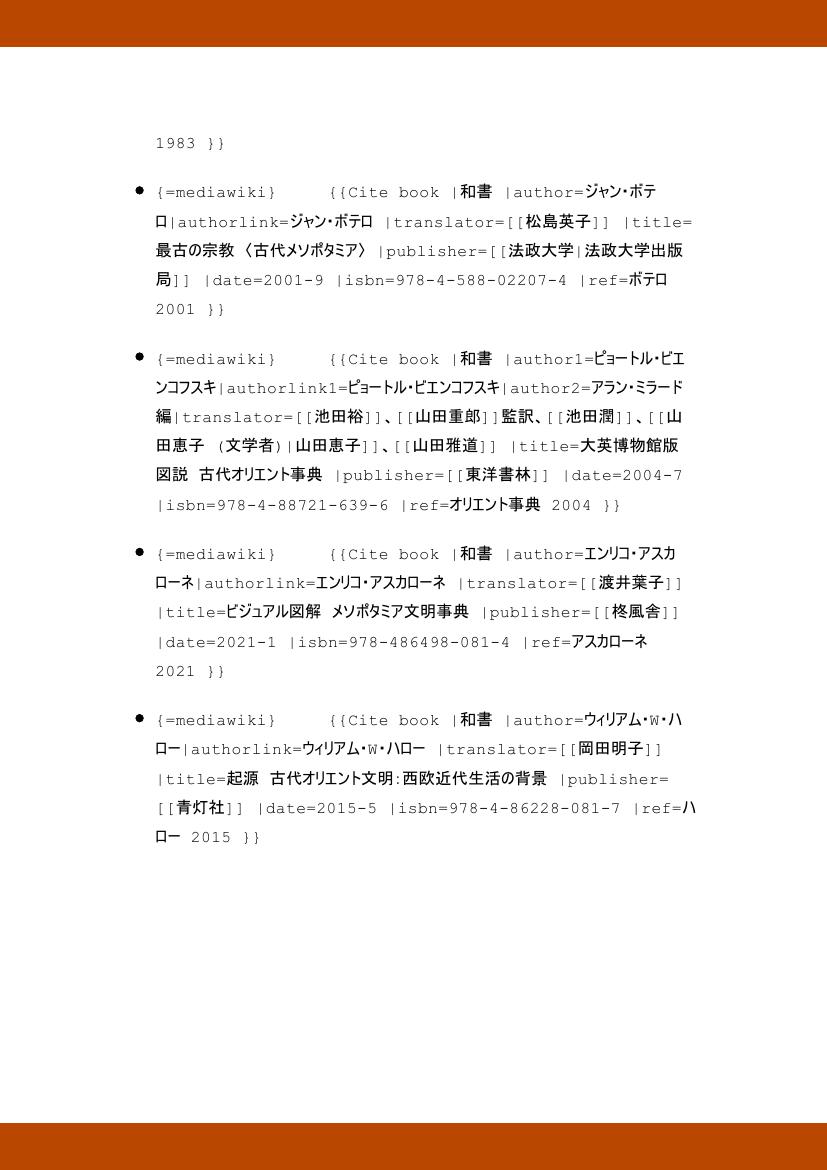 1983 }}
● {=mediawiki} {{Cite book |和書 |author=ジャン・ボテ
ロ|authorlink=ジャン・ボテロ |translator=[[松島英子]] |title=
最古の宗教 〈古代メソポタミア〉 |publisher=[[法政大学|法政大学出版
局]] |date=2001-9 |isbn=978-4-588-02207-4 |ref=ボテロ
2001 }}
● {=mediawiki} {{Cite book |和書 |author1=ピョートル・ビエ
ンコフスキ|authorlink1=ピョートル・ビエンコフスキ|author2=アラン・ミラード
編|translator=[[池田裕]]、[[山田重郎]]監訳、[[池田潤]]、[[山
田恵子 (文学者)|山田恵子]]、[[山田雅道]] |title=大英博物館版
図説 古代オリエント事典 |publisher=[[東洋書林]] |date=2004-7
|isbn=978-4-88721-639-6 |ref=オリエント事典 2004 }}
● {=mediawiki} {{Cite book |和書 |author=エンリコ・アスカ
ローネ|authorlink=エンリコ・アスカローネ |translator=[[渡井葉子]]
|title=ビジュアル図解 メソポタミア文明事典 |publisher=[[柊風舎]]
|date=2021-1 |isbn=978-486498-081-4 |ref=アスカローネ
2021 }}
● {=mediawiki} {{Cite book |和書 |author=ウィリアム・W・ハ
ロー|authorlink=ウィリアム・W・ハロー |translator=[[岡田明子]]
|title=起源 古代オリエント文明:西欧近代生活の背景 |publisher=
[[青灯社]] |date=2015-5 |isbn=978-4-86228-081-7 |ref=ハ
ロー 2015 }}